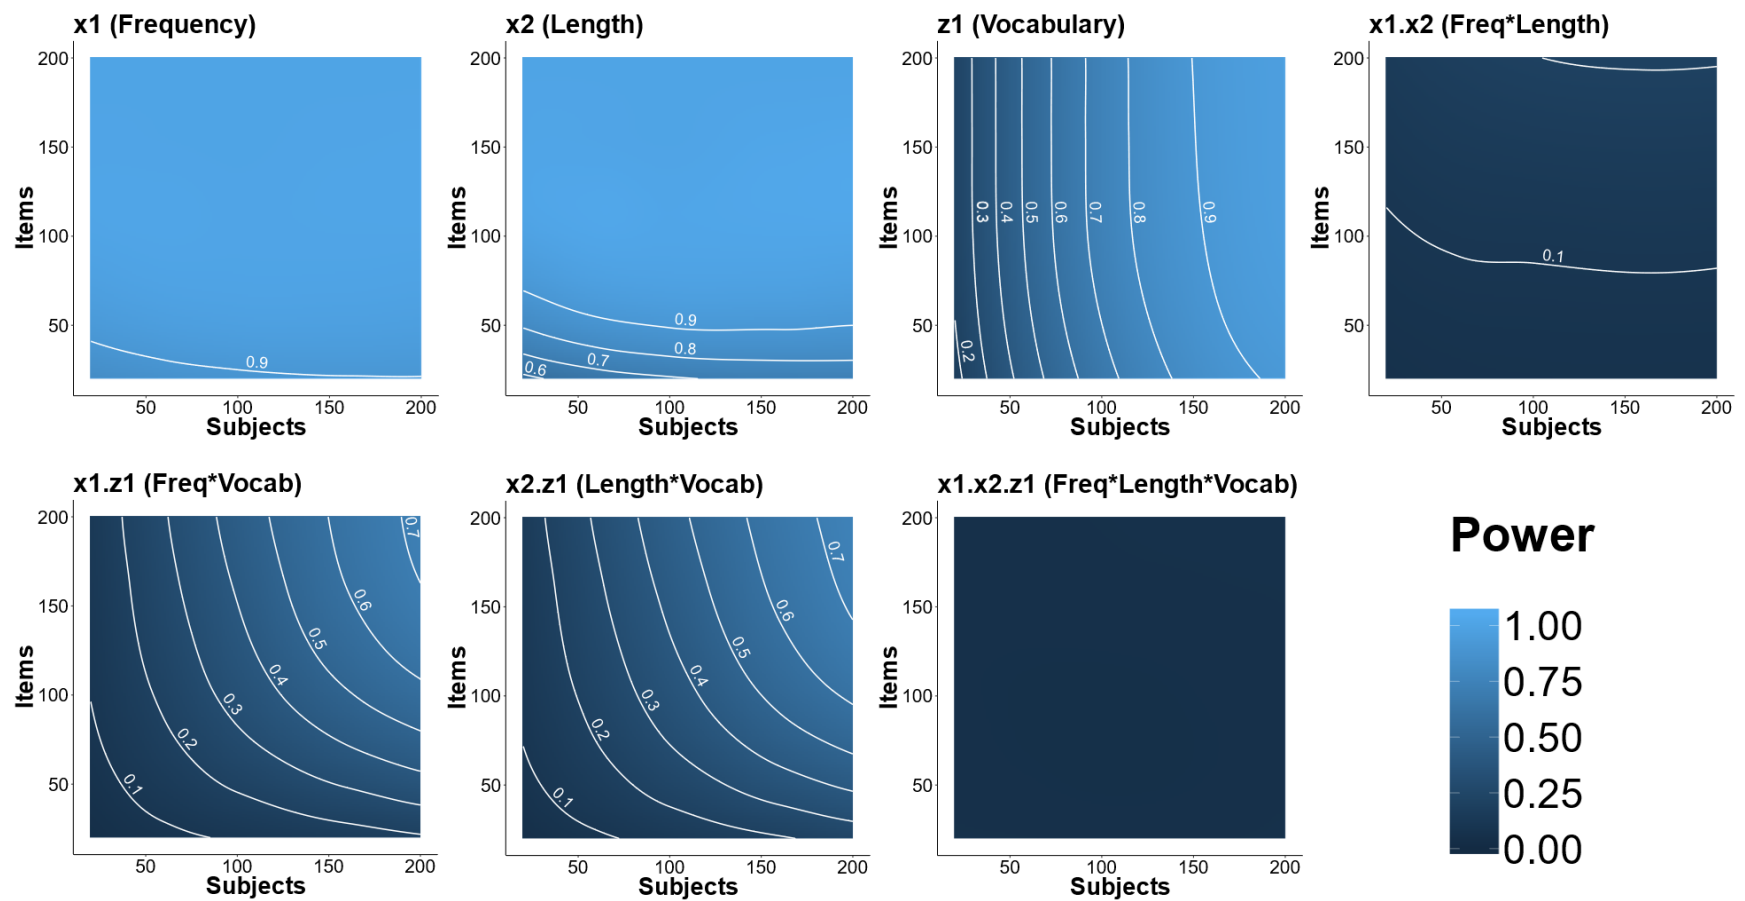 x1 (Frequency)
200
150
100
50
Items
0.9
50 100 150 200
Subjects
x2 (Length)
200
150
100
50
Items
0.9
0.8
0.7
0.6
50 100 150 200
Subjects
z1 (Vocabulary)
200
150
100
50
Items
0.3 0.4 0.5 0.6 0.7 0.8 0.9
0.2
50 100 150 200
Subjects
x1.x2 (Freq*Length)
200
150
100
50
Items
0.1
50 100 150 200
Subjects
x1.z1 (Freq*Vocab)
200
150
100
50
Items
0.7
0.6
0.5
0.4
0.3
0.2
0.1
50 100 150 200
Subjects
x2.z1 (Length*Vocab)
200
150
100
50
Items
0.7
0.6
0.5
0.4
0.3
0.2
0.1
50 100 150 200
Subjects
x1.x2.z1 (Freq*Length*Vocab)
200
150
100
50
Items
50 100 150 200
Subjects
Power
1.00
0.75
0.50
0.25
0.00